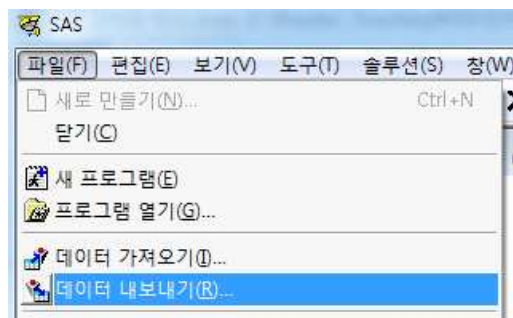 SAS
파일(F) 편집(E) 보기(V) 도구(T) 솔루션(S) 창(W)
새로 만들기(N)... Ctrl+N
닫기(C)
새 프로그램(E)
프로그램 열기(G)...
데이터 가져오기(I)...
데이터 내보내기(R)...